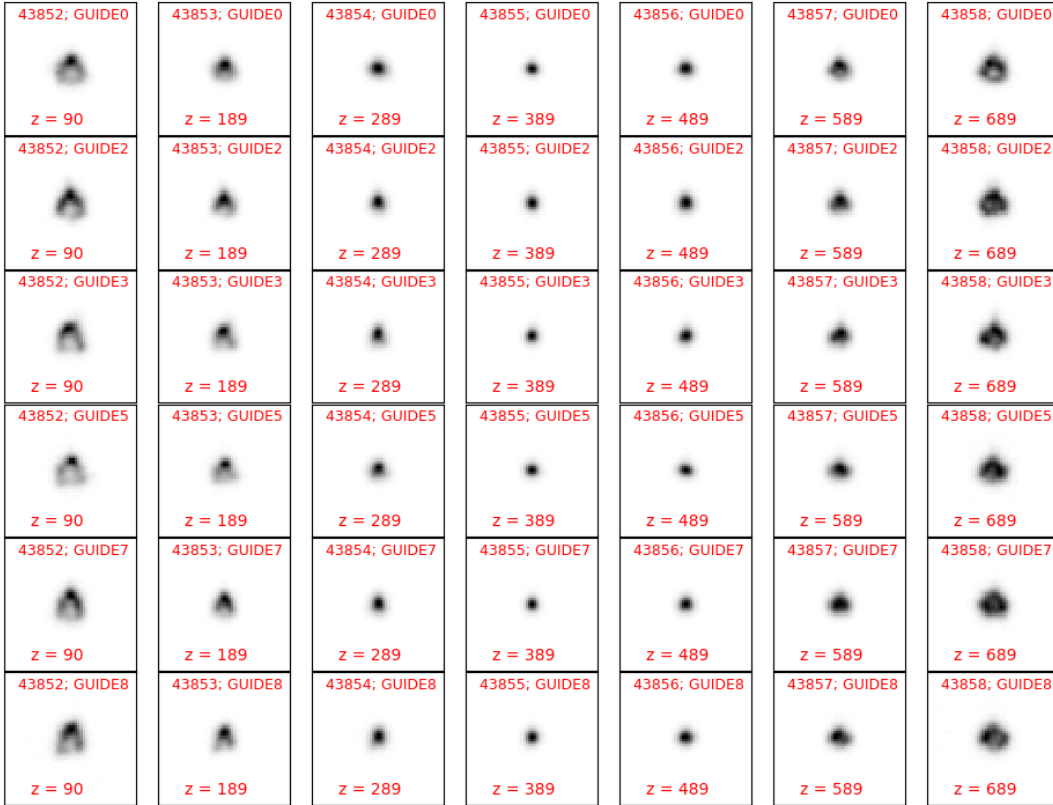 43852; GUIDE0 43853; GUIDE0 43854; GUIDE0 43855; GUIDE0 43856; GUIDE0 43857; GUIDE0 43858; GUIDE0
z = 90 z = 189 z = 289 z = 389 z = 489 z = 589 z = 689
43852; GUIDE2 43853; GUIDE2 43854; GUIDE2 43855; GUIDE2 43856; GUIDE2 43857; GUIDE2 43858; GUIDE2
z = 90 z = 189 z = 289 z = 389 z = 489 z = 589 z = 689
43852; GUIDE3 43853; GUIDE3 43854; GUIDE3 43855; GUIDE3 43856; GUIDE3 43857; GUIDE3 43858; GUIDE3
z = 90 z = 189 z = 289 z = 389 z = 489 z = 589 z = 689
43852; GUIDE5 43853; GUIDE5 43854; GUIDE5 43855; GUIDE5 43856; GUIDE5 43857; GUIDE5 43858; GUIDE5
z = 90 z = 189 z = 289 z = 389 z = 489 z = 589 z = 689
43852; GUIDE7 43853; GUIDE7 43854; GUIDE7 43855; GUIDE7 43856; GUIDE7 43857; GUIDE7 43858; GUIDE7
z = 90 z = 189 z = 289 z = 389 z = 489 z = 589 z = 689
43852; GUIDE8 43853; GUIDE8 43854; GUIDE8 43855; GUIDE8 43856; GUIDE8 43857; GUIDE8 43858; GUIDE8
z = 90 z = 189 z = 289 z = 389 z = 489 z = 589 z = 689